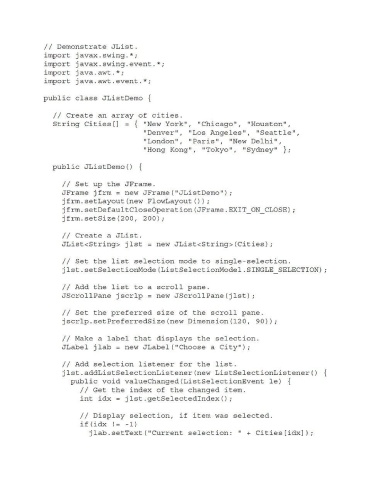 // Demonstrate JList.
import javax.swing.*;
import javax.swing.event.*;
import java.awt.*;
import java.awt.event.*;

public class JListDemo {

  // Create an array of cities.
  String Cities[] = { "New York", "Chicago", "Houston",
                      "Denver", "Los Angeles", "Seattle",
                      "London", "Paris", "New Delhi",
                      "Hong Kong", "Tokyo", "Sydney" };

  public JListDemo() {

    // Set up the JFrame.
    JFrame jfrm = new JFrame("JListDemo");
    jfrm.setLayout(new FlowLayout());
    jfrm.setDefaultCloseOperation(JFrame.EXIT_ON_CLOSE);
    jfrm.setSize(200, 200);

    // Create a JList.
    JList<String> jlst = new JList<String>(Cities);

    // Set the list selection mode to single-selection.
    jlst.setSelectionMode(ListSelectionModel.SINGLE_SELECTION);

    // Add the list to a scroll pane.
    JScrollPane jscrlp = new JScrollPane(jlst);

    // Set the preferred size of the scroll pane.
    jscrlp.setPreferredSize(new Dimension(120, 90));

    // Make a label that displays the selection.
    JLabel jlab = new JLabel("Choose a City");

    // Add selection listener for the list.
    jlst.addListSelectionListener(new ListSelectionListener() {
      public void valueChanged(ListSelectionEvent le) {
        // Get the index of the changed item.
        int idx = jlst.getSelectedIndex();

        // Display selection, if item was selected.
        if(idx != -1)
          jlab.setText("Current selection: " + Cities[idx]);